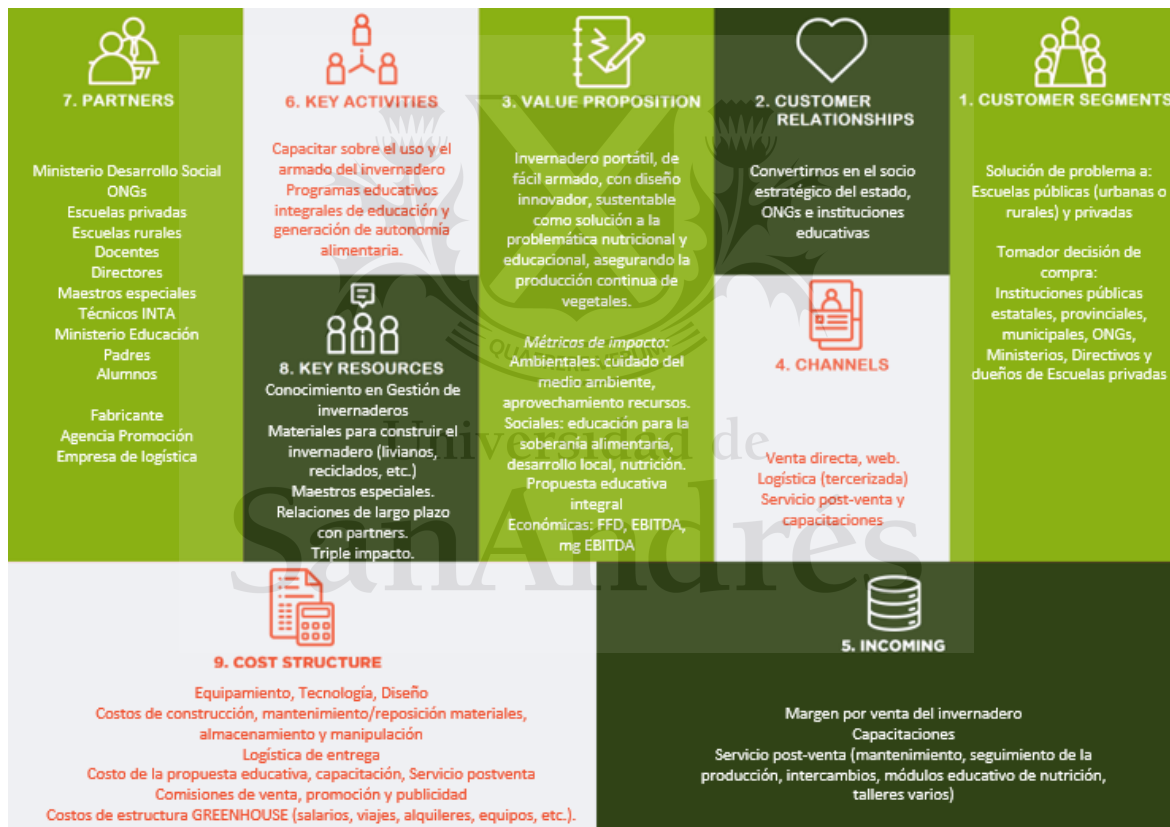 7. PARTNERS
Ministerio Desarrollo Social
ONGs
Escuelas privadas
Escuelas rurales
Docentes
Directores
Maestros especiales
Técnicos INTA
Ministerio Educación
Padres
Alumnos
Fabricante
Agencia Promoción
Empresa de logística
6. KEY ACTIVITIES
Capacitar sobre el uso y el
armado del invernadero
Programas educativos
integrales de educación y
generación de autonomía
alimentaria.
8. KEY RESOURCES
Conocimiento en Gestión de
invernaderos
Materiales para construir el
invernadero (livianos,
reciclados, etc.)
Maestros especiales.
Relaciones de largo plazo
con partners.
Triple impacto.
3. VALUE PROPOSITION
Invernadero portátil, de
fácil armado, con diseño
innovador, sustentable
como solución a la
problemática nutricional y
educacional, asegurando la
producción continua de
vegetales.
Métricas de impacto:
Ambientales: cuidado del
medio ambiente,
aprovechamiento recursos.
Sociales: educación para la
soberanía alimentaria,
desarrollo local, nutrición.
Propuesta educativa
integral
Económicas: FFD, EBITDA,
mg EBITDA
2. CUSTOMER
RELATIONSHIPS
Convertirnos en el socio
estratégico del estado,
ONGs e instituciones
educativas
4. CHANNELS
Venta directa, web.
Logística (tercerizada)
Servicio post-venta y
capacitaciones
1. CUSTOMER SEGMENTS
Solución de problema a:
Escuelas públicas (urbanas o
rurales) y privadas
Tomador decisión de
compra:
Instituciones públicas
estatales, provinciales,
municipales, ONGs,
Ministerios, Directivos y
dueños de Escuelas privadas
9. COST STRUCTURE
Equipamiento, Tecnología, Diseño
Costos de construcción, mantenimiento/reposición materiales,
almacenamiento y manipulación
Logística de entrega
Costo de la propuesta educativa, capacitación, Servicio postventa
Comisiones de venta, promoción y publicidad
Costos de estructura GREENHOUSE (salarios, viajes, alquileres, equipos, etc.).
5. INCOMING
Margen por venta del invernadero
Capacitaciones
Servicio post-venta (mantenimiento, seguimiento de la
producción, intercambios, módulos educativo de nutrición,
talleres varios)
Universidad de
SanAndrés